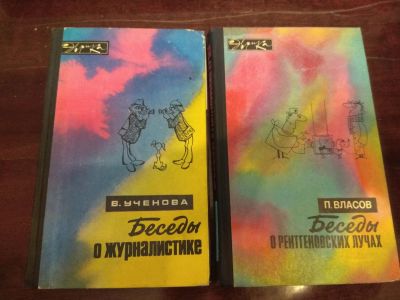 В. УЧЕНОВА
Беседы
О ЖУРНАЛИСТИКЕ
П. ВЛАСОВ
Беседы
О РЕНТГЕНОВСКИХ ЛУЧАХ